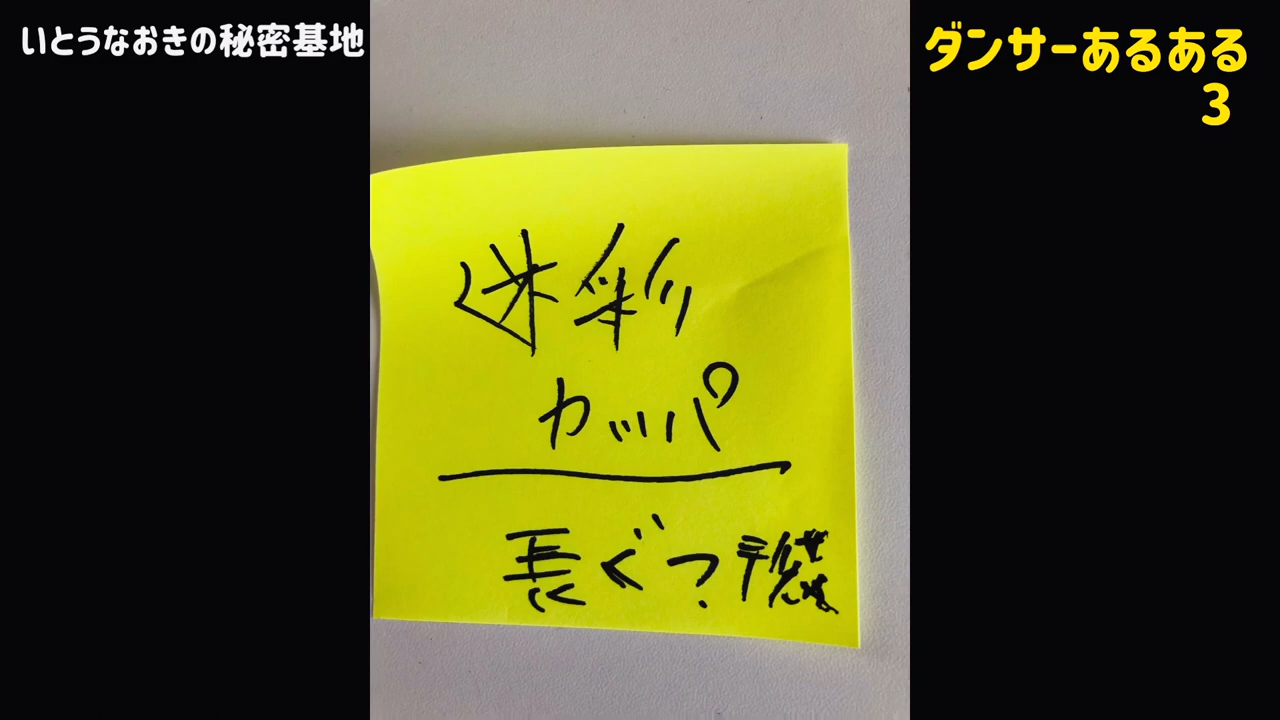 いとうなおきの秘密基地
ダンサーあるある
3
迷彩
カッパ
長ぐつ?